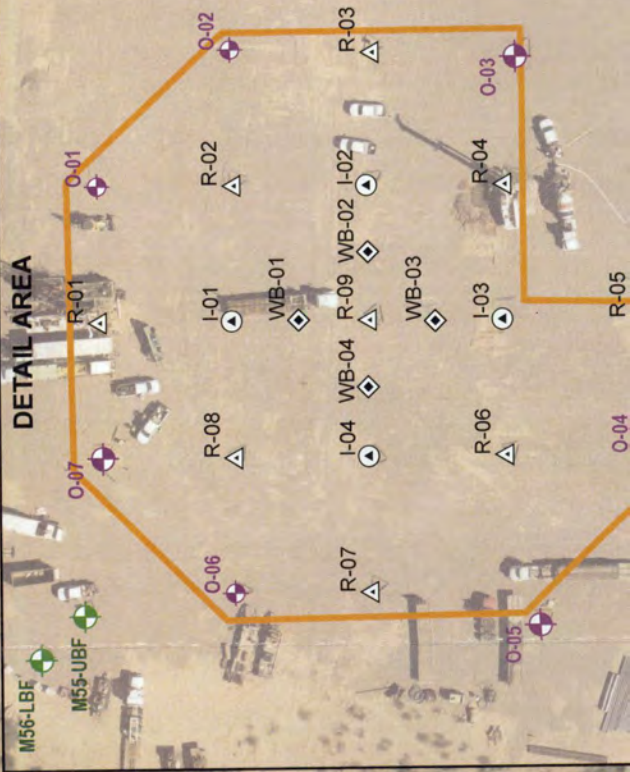 DETAIL AREA
M56-LBF
M55-UBF
O-07
R-01
O-01
O-06
R-08
I-01
R-02
O-02
WB-01
R-07
I-04
WB-04
R-09
WB-02
I-02
R-03
WB-03
O-05
R-06
I-03
R-04
O-03
O-04
R-05